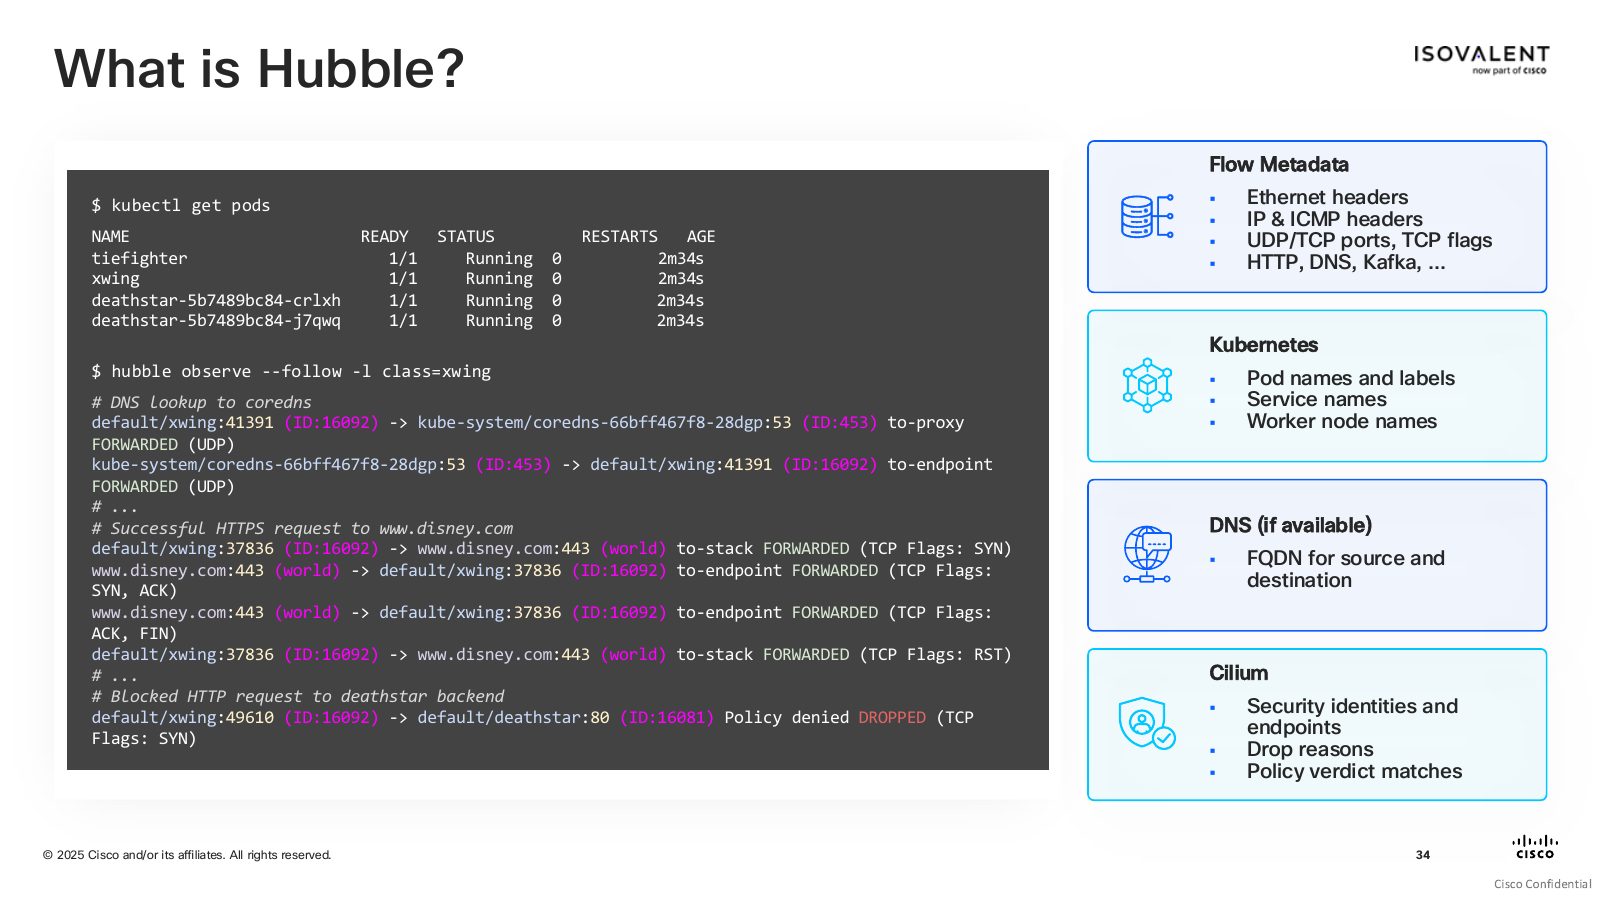 What is Hubble?
ISOVALENT
now part of CISCO
$ kubectl get pods
NAME READY STATUS RESTARTS AGE
tiefighter 1/1 Running 0 2m34s
xwing 1/1 Running 0 2m34s
deathstar-5b7489bc84-crlxh 1/1 Running 0 2m34s
deathstar-5b7489bc84-j7qwq 1/1 Running 0 2m34s
$ hubble observe --follow -l class=xwing
# DNS lookup to coredns
default/xwing:41391 (ID:16092) -> kube-system/coredns-66bff467f8-28dgp:53 (ID:453) to-proxy
FORWARDED (UDP)
kube-system/coredns-66bff467f8-28dgp:53 (ID:453) -> default/xwing:41391 (ID:16092) to-endpoint
FORWARDED (UDP)
# ...
# Successful HTTPS request to www.disney.com
default/xwing:37836 (ID:16092) -> www.disney.com:443 (world) to-stack FORWARDED (TCP Flags: SYN)
www.disney.com:443 (world) -> default/xwing:37836 (ID:16092) to-endpoint FORWARDED (TCP Flags:
SYN, ACK)
www.disney.com:443 (world) -> default/xwing:37836 (ID:16092) to-endpoint FORWARDED (TCP Flags:
ACK, FIN)
default/xwing:37836 (ID:16092) -> www.disney.com:443 (world) to-stack FORWARDED (TCP Flags: RST)
# ...
# Blocked HTTP request to deathstar backend
default/xwing:49610 (ID:16092) -> default/deathstar:80 (ID:16081) Policy denied DROPPED (TCP
Flags: SYN)
Flow Metadata
▪ Ethernet headers
▪ IP & ICMP headers
▪ UDP/TCP ports, TCP flags
▪ HTTP, DNS, Kafka, ...
Kubernetes
▪ Pod names and labels
▪ Service names
▪ Worker node names
DNS (if available)
▪ FQDN for source and
destination
Cilium
▪ Security identities and
endpoints
▪ Drop reasons
▪ Policy verdict matches
© 2025 Cisco and/or its affiliates. All rights reserved.
34
CISCO
Cisco Confidential